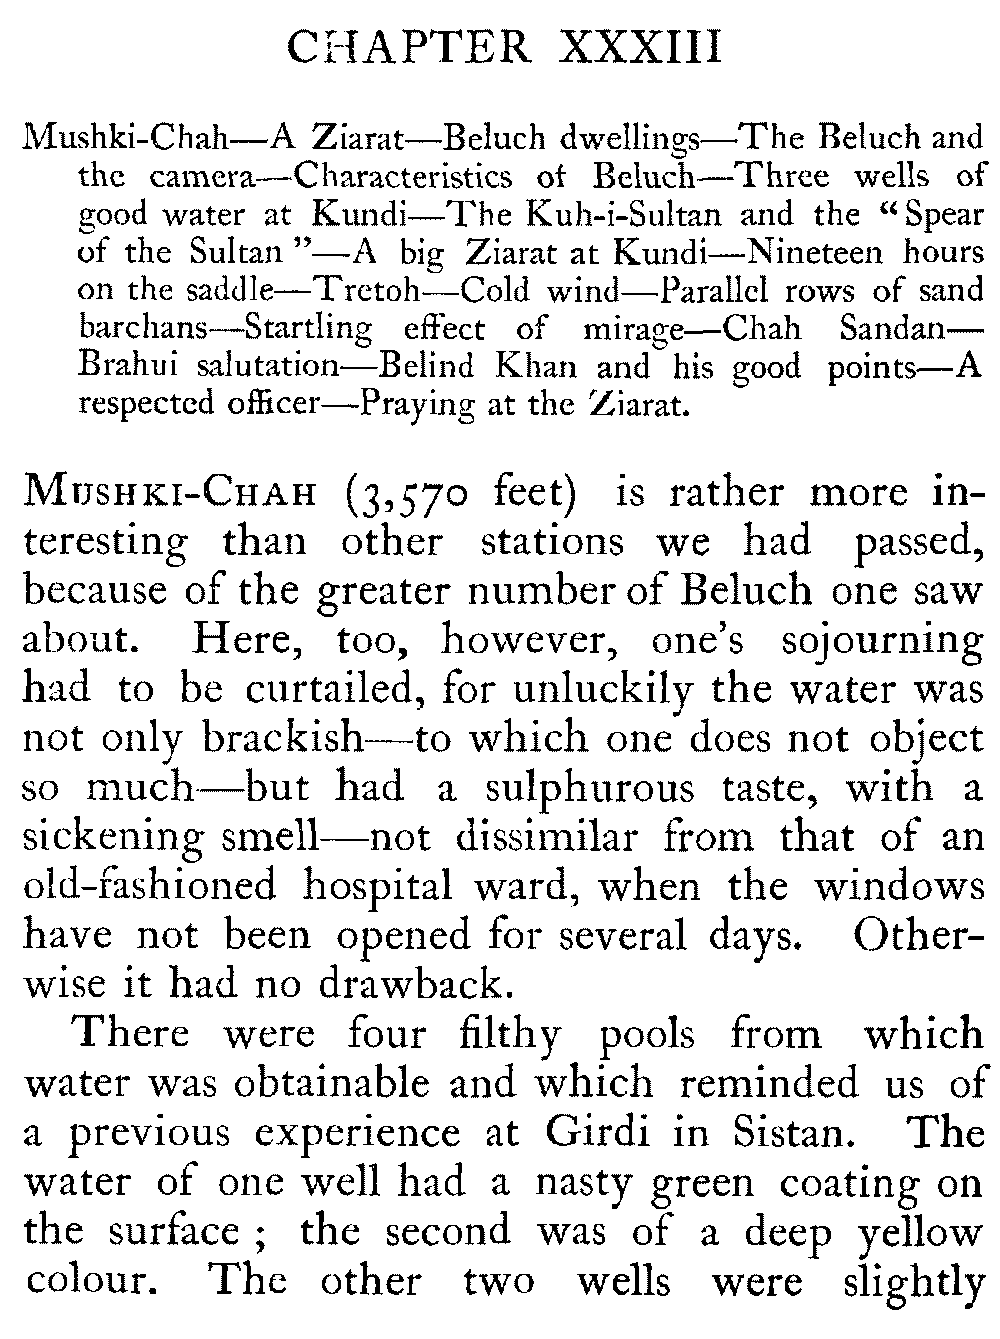 CHAPTER XXXIII
Mushki-Chah—A Ziarat—Beluch dwellings—The Beluch and
the camera—Characteristics of Beluch—Three wells of
good water at Kundi—The Kuh-i-Sultan and the “Spear
of the Sultan”—A big Ziarat at Kundi—Nineteen hours
on the saddle—Tretoh—Cold wind—Parallel rows of sand
barchans—Startling effect of mirage—Chah Sandan—
Brahui salutation—Belind Khan and his good points—A
respected officer—Praying at the Ziarat.
MUSHKI-CHAH (3,570 feet) is rather more in-
teresting than other stations we had passed,
because of the greater number of Beluch one saw
about. Here, too, however, one’s sojourning
had to be curtailed, for unluckily the water was
not only brackish—to which one does not object
so much—but had a sulphurous taste, with a
sickening smell—not dissimilar from that of an
old-fashioned hospital ward, when the windows
have not been opened for several days. Other-
wise it had no drawback.
There were four filthy pools from which
water was obtainable and which reminded us of
a previous experience at Girdi in Sistan. The
water of one well had a nasty green coating on
the surface ; the second was of a deep yellow
colour. The other two wells were slightly